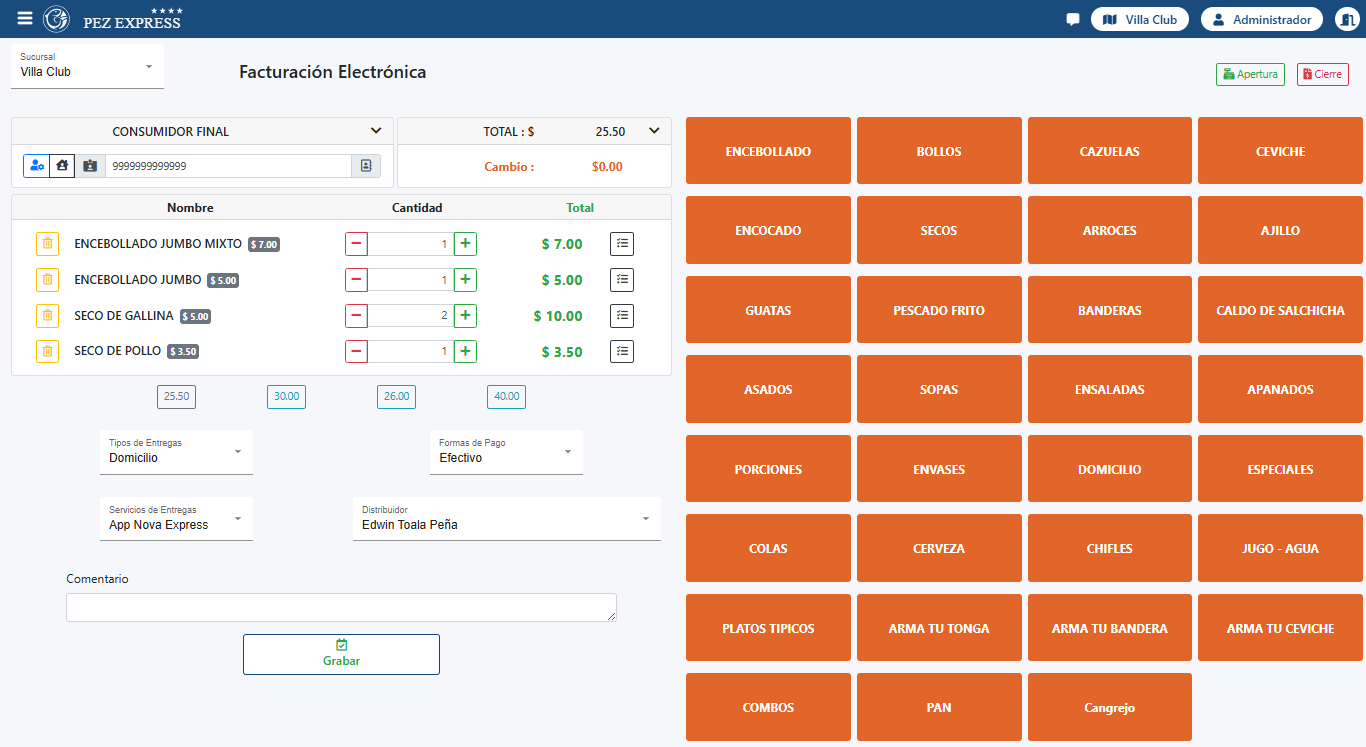 PEZ EXPRESS
Villa Club
Administrador
Sucursal
Villa Club
Facturación Electrónica
Apertura
Cierre
CONSUMIDOR FINAL
TOTAL : $ 25.50
9999999999999
Cambio : $0.00
Nombre Cantidad Total
ENCEBOLLADO JUMBO MIXTO $ 7.00 1 $ 7.00
ENCEBOLLADO JUMBO $ 5.00 1 $ 5.00
SECO DE GALLINA $ 5.00 2 $ 10.00
SECO DE POLLO $ 3.50 1 $ 3.50
25.50 30.00 26.00 40.00
Tipos de Entregas
Domicilio
Formas de Pago
Efectivo
Servicios de Entregas
App Nova Express
Distribuidor
Edwin Toala Peña
Comentario
Grabar
ENCEBOLLADO BOLLOS CAZUELAS CEVICHE
ENCOCADO SECOS ARROCES AJILLO
GUATAS PESCADO FRITO BANDERAS CALDO DE SALCHICHA
ASADOS SOPAS ENSALADAS APANADOS
PORCIONES ENVASES DOMICILIO ESPECIALES
COLAS CERVEZA CHIFLES JUGO - AGUA
PLATOS TIPICOS ARMA TU TONGA ARMA TU BANDERA ARMA TU CEVICHE
COMBOS PAN Cangrejo